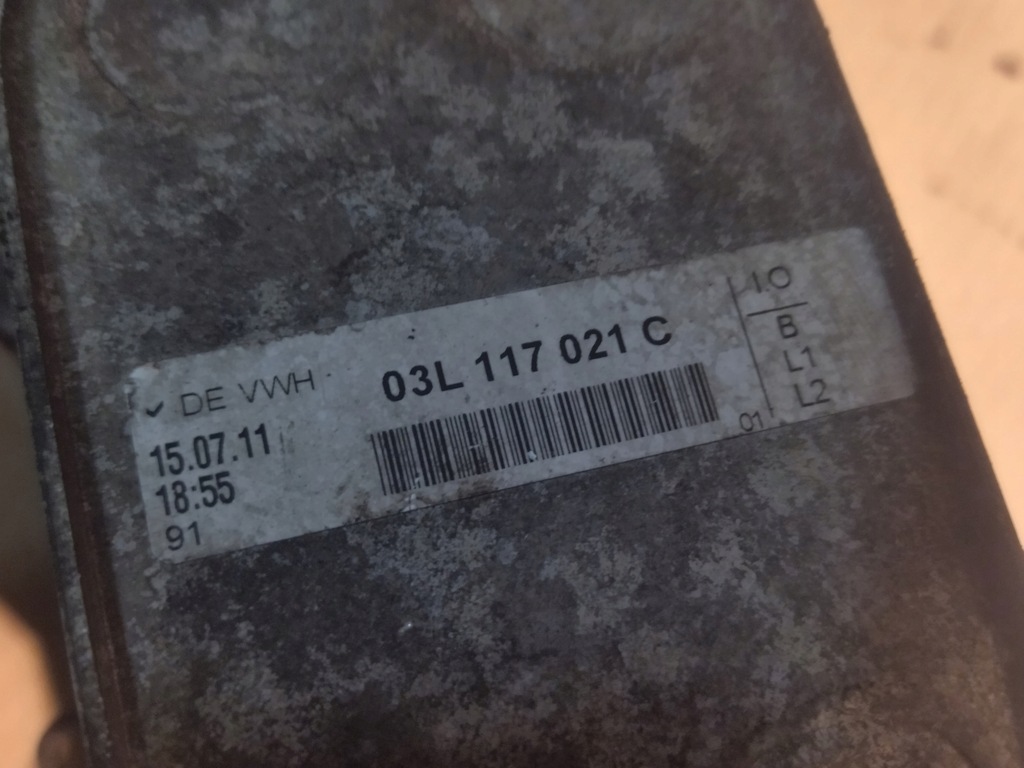 DE VWH
03L 117 021 C
15.07.11
18:55
91
01
I.O
B
L1
L2